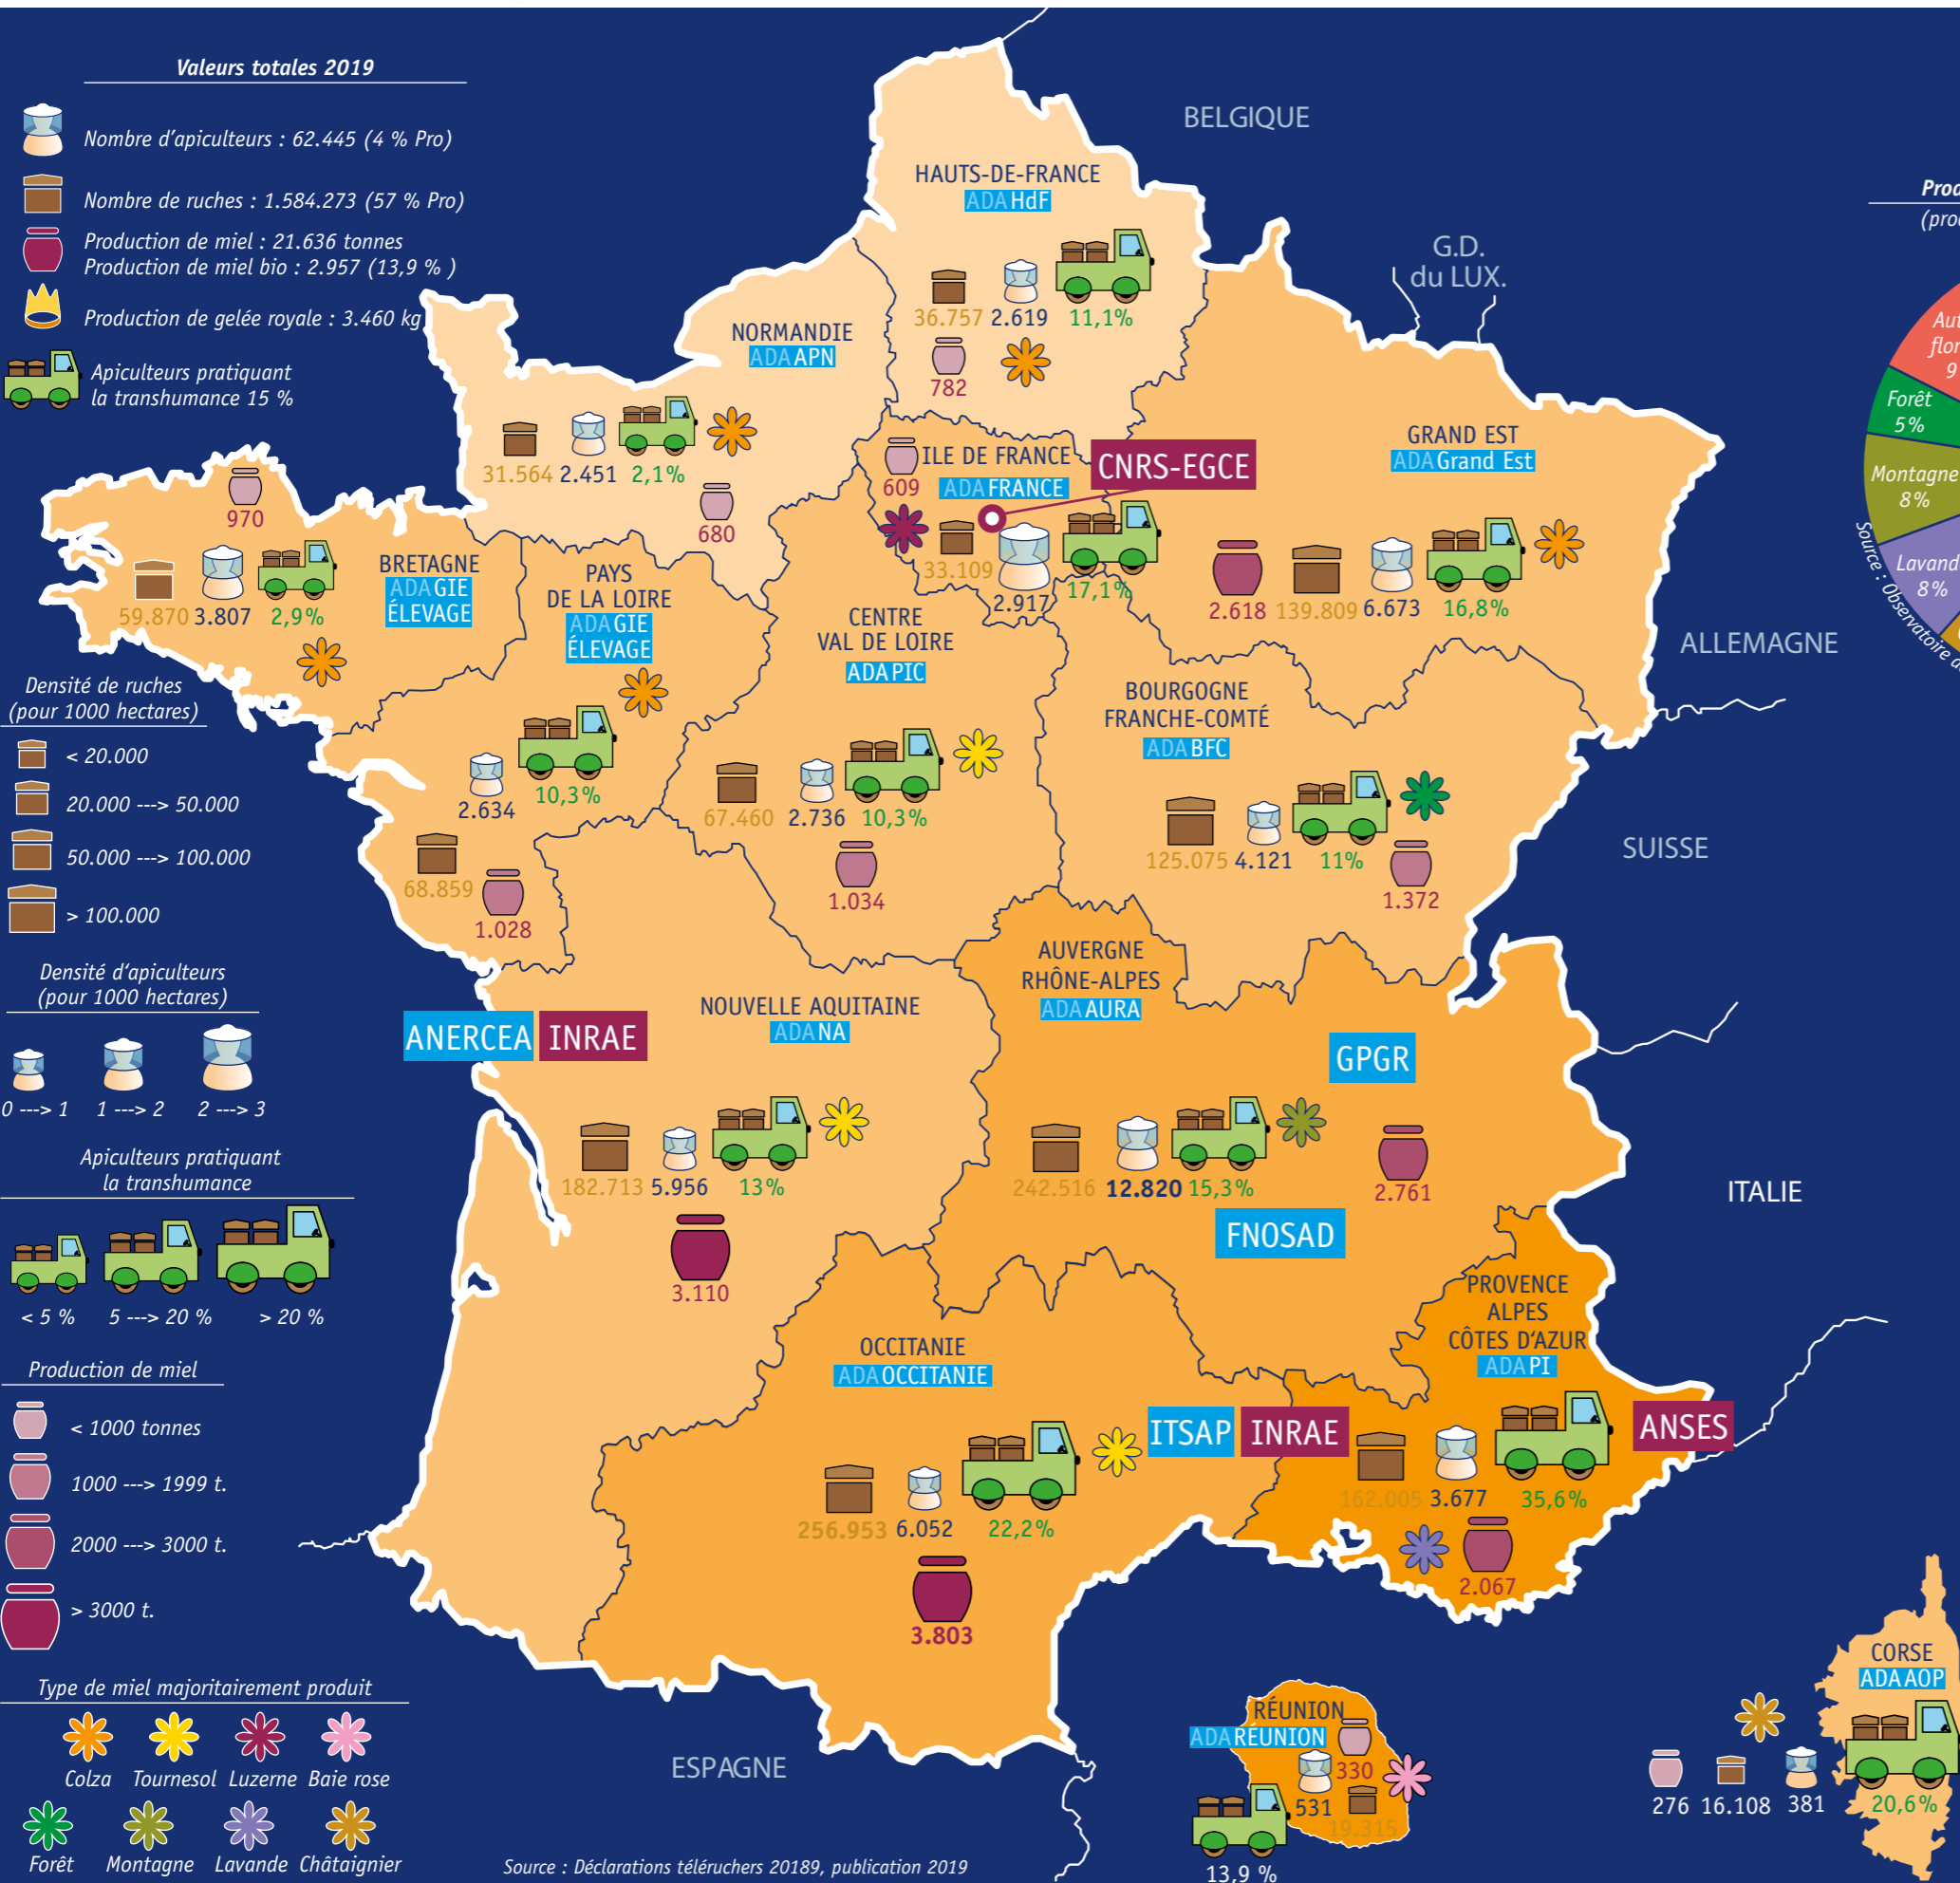 Valeurs totales 2019
Nombre d'apiculteurs : 62.445 (4 % Pro)
Nombre de ruches : 1.584.273 (57 % Pro)
Production de miel : 21.636 tonnes
Production de miel bio : 2.957 (13,9 % )
Production de gelée royale : 3.460 kg
Apiculteurs pratiquant
la transhumance 15 %
Densité de ruches
(pour 1000 hectares)
< 20.000
20.000 ---> 50.000
50.000 ---> 100.000
> 100.000
Densité d'apiculteurs
(pour 1000 hectares)
0 ---> 1 1 ---> 2 2 ---> 3
Apiculteurs pratiquant
la transhumance
< 5 % 5 ---> 20 % > 20 %
Production de miel
< 1000 tonnes
1000 ---> 1999 t.
2000 ---> 3000 t.
> 3000 t.
Type de miel majoritairement produit
Colza Tournesol Luzerne Baie rose
Forêt Montagne Lavande Châtaignier
Source : Déclarations téléruchers 20189, publication 2019
BELGIQUE
G.D.
du LUX.
ALLEMAGNE
SUISSE
ITALIE
ESPAGNE
HAUTS-DE-FRANCE
ADA HdF
36.757 2.619 11,1%
782
NORMANDIE
ADA APN
31.564 2.451 2,1%
680
ILE DE FRANCE
ADA FRANCE
609
33.109
2.917
17,1%
CNRS-EGCE
GRAND EST
ADA Grand Est
2.618 139.809 6.673 16,8%
970
BRETAGNE
ADA GIE
ÉLEVAGE
59.870 3.807 2,9%
PAYS
DE LA LOIRE
ADA GIE
ÉLEVAGE
2.634 10,3%
68.859
1.028
CENTRE
VAL DE LOIRE
ADA PIC
67.460 2.736 10,3%
1.034
BOURGOGNE
FRANCHE-COMTÉ
ADA BFC
125.075 4.121 11%
1.372
NOUVELLE AQUITAINE
ADA NA
ANERCEA INRAE
182.713 5.956 13%
3.110
AUVERGNE
RHÔNE-ALPES
ADA AURA
GPGR
242.516 12.820 15,3%
2.761
FNOSAD
OCCITANIE
ADA OCCITANIE
ITSAP INRAE
256.953 6.052 22,2%
3.803
PROVENCE
ALPES
CÔTES D'AZUR
ADA PI
ANSES
162.005 3.677 35,6%
2.067
RÉUNION
ADA RÉUNION
330
531
19.315
13,9 %
CORSE
ADA AOP
276 16.108 381 20,6%
(pro
9
Forêt
5%
Montagne
8%
Lavand
8%
Source : Observatoire